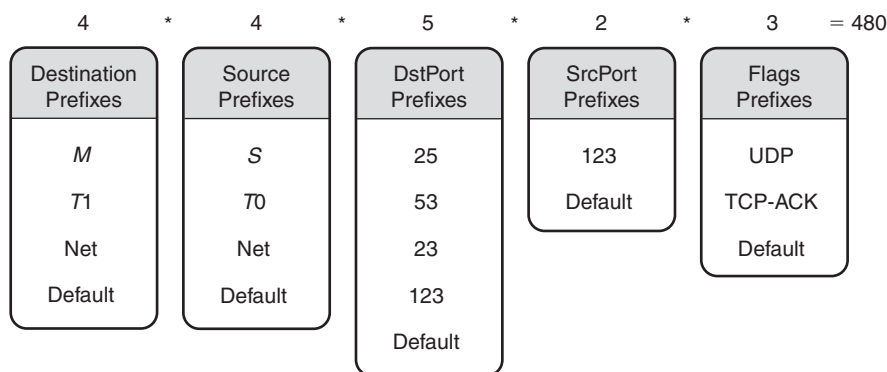 4 * 4 * 5 * 2 * 3 = 480
Destination
Prefixes
M
T1
Net
Default
Source
Prefixes
S
T0
Net
Default
DstPort
Prefixes
25
53
23
123
Default
SrcPort
Prefixes
123
Default
Flags
Prefixes
UDP
TCP-ACK
Default